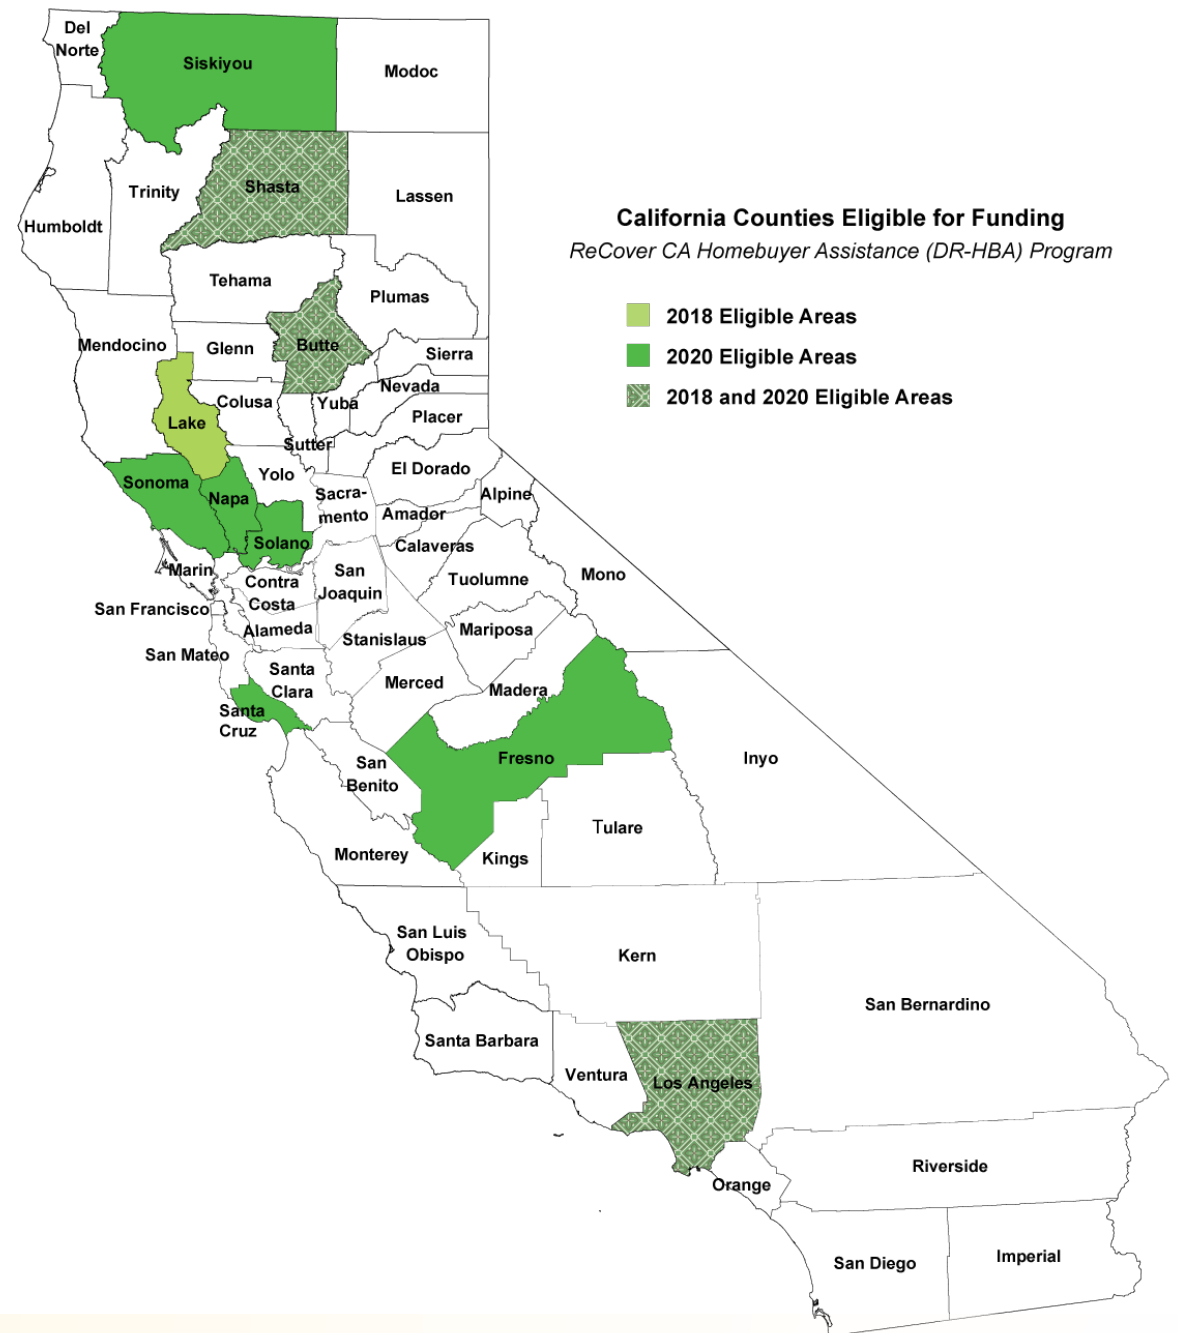 Del
Norte
Siskiyou
Modoc
Shasta
Trinity
Lassen
Humboldt
California Counties Eligible for Funding
ReCover CA Homebuyer Assistance (DR-HBA) Program
2018 Eligible Areas
2020 Eligible Areas
2018 and 2020 Eligible Areas
Tehama
Plumas
Mendocino
Glenn
Butte
Sierra
Nevada
Colusa
Yuba
Placer
Lake
Sutter
El Dorado
Yolo
Sonoma
Napa
Sacra-
mento
Alpine
Amador
Solano
Calaveras
Marin
Contra
Costa
San
Joaquin
Tuolumne
Mono
San Francisco
Alameda
Stanislaus
Mariposa
San Mateo
Santa
Clara
Merced
Madera
Santa
Cruz
San
Benito
Fresno
Inyo
Tulare
Monterey
Kings
San Luis
Obispo
Kern
San Bernardino
Santa Barbara
Ventura
Los Angeles
Riverside
Orange
San Diego
Imperial